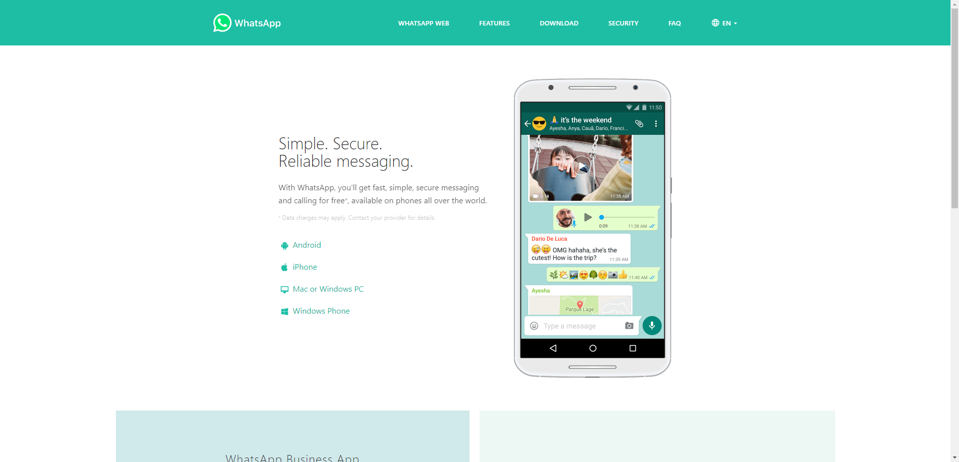 WhatsApp
WHATSAPP WEB
FEATURES
DOWNLOAD
SECURITY
FAQ
EN
Simple. Secure.
Reliable messaging.
With WhatsApp, you'll get fast, simple, secure messaging
and calling for free*, available on phones all over the world.
* Data charges may apply. Contact your provider for details.
Android
iPhone
Mac or Windows PC
Windows Phone
11:50
it's the weekend
Ayesha, Anya, Cauã, Dario, Franci...
11:38 AM
0:09
11:38 AM
Dario De Luca
OMG hahaha, she's the
cutest! How is the trip?
11:39 AM
11:40 AM
Ayesha
Parque Lage
Type a message
WhatsApp Business App